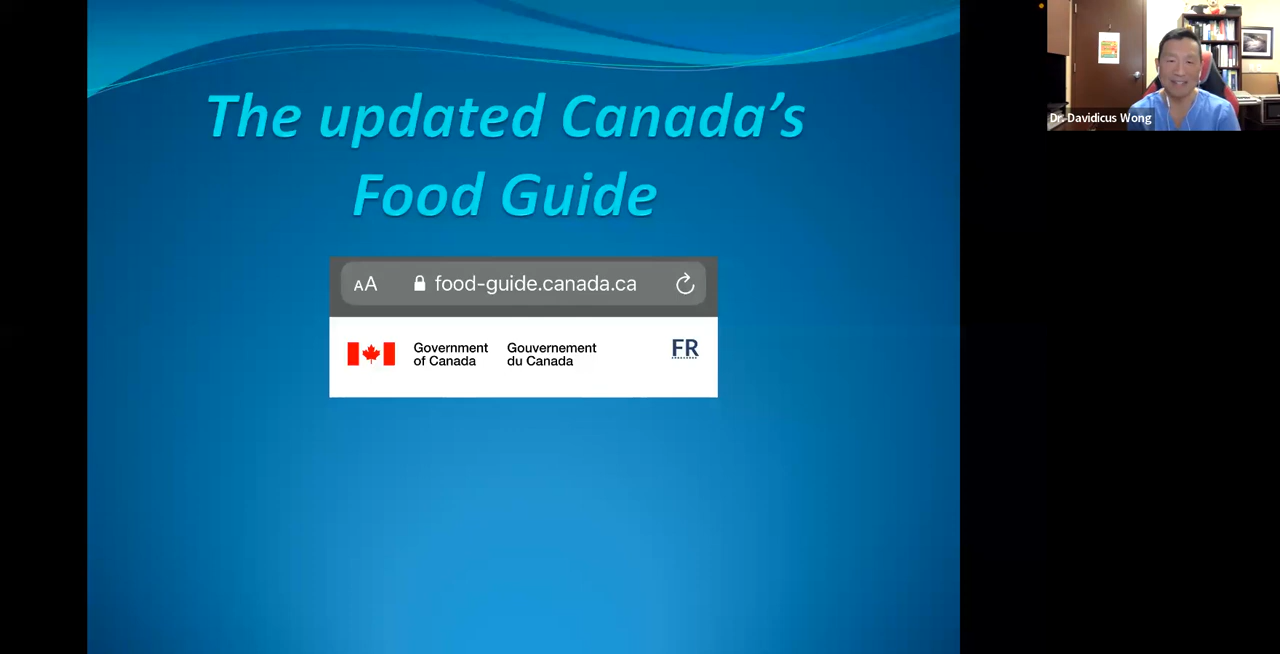 The updated Canada's
Food Guide
AA food-guide.canada.ca
Government of Canada
Gouvernement du Canada
FR
Dr. Davidicus Wong